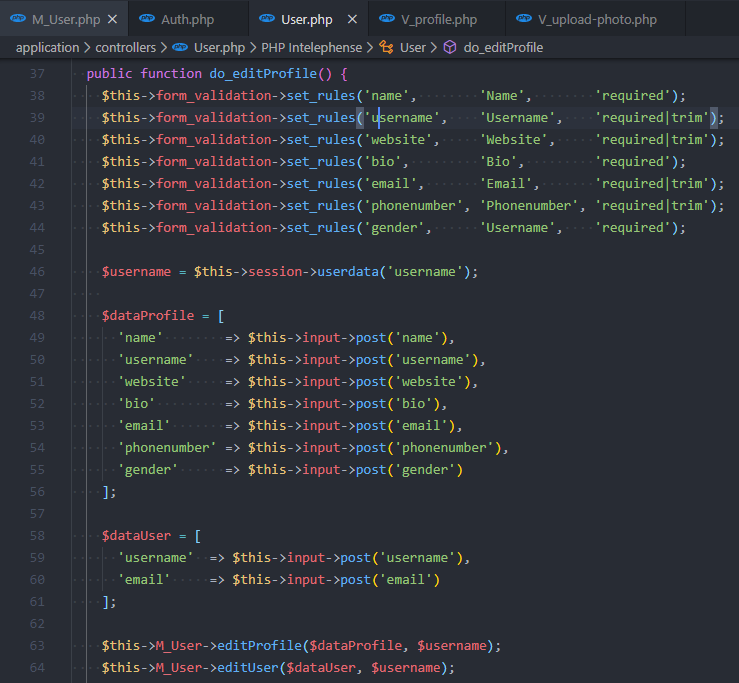 M_User.php Auth.php User.php V_profile.php V_upload-photo.php
application > controllers > User.php > PHP Intelephense > User > do_editProfile
37 public function do_editProfile() {
38 $this->form_validation->set_rules('name', 'Name', 'required');
39 $this->form_validation->set_rules('username', 'Username', 'required|trim');
40 $this->form_validation->set_rules('website', 'Website', 'required|trim');
41 $this->form_validation->set_rules('bio', 'Bio', 'required');
42 $this->form_validation->set_rules('email', 'Email', 'required|trim');
43 $this->form_validation->set_rules('phonenumber', 'Phonenumber', 'required|trim');
44 $this->form_validation->set_rules('gender', 'Username', 'required');
45
46 $username = $this->session->userdata('username');
47
48 $dataProfile = [
49 'name' => $this->input->post('name'),
50 'username' => $this->input->post('username'),
51 'website' => $this->input->post('website'),
52 'bio' => $this->input->post('bio'),
53 'email' => $this->input->post('email'),
54 'phonenumber' => $this->input->post('phonenumber'),
55 'gender' => $this->input->post('gender')
56 ];
57
58 $dataUser = [
59 'username' => $this->input->post('username'),
60 'email' => $this->input->post('email')
61 ];
62
63 $this->M_User->editProfile($dataProfile, $username);
64 $this->M_User->editUser($dataUser, $username);